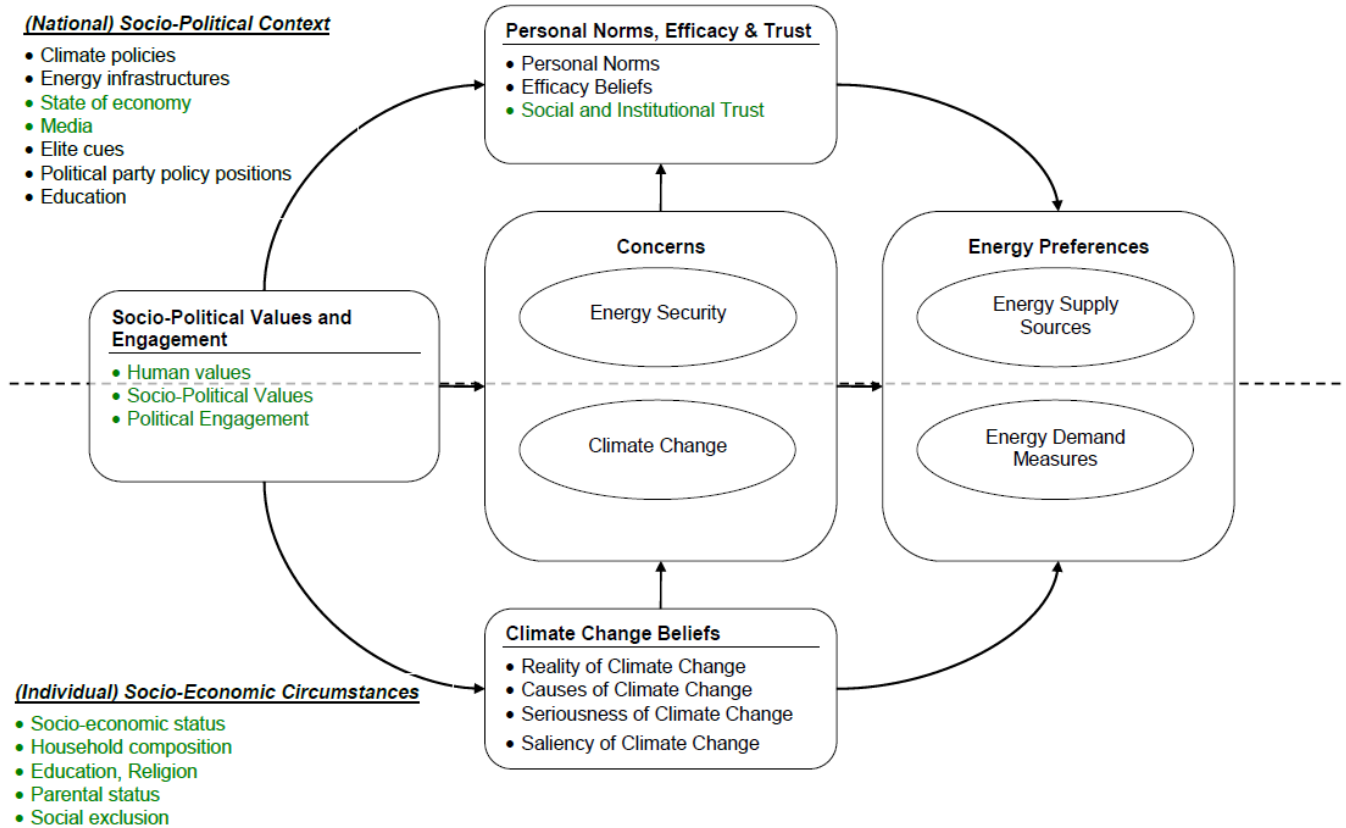 (National) Socio-Political Context
• Climate policies
• Energy infrastructures
• State of economy
• Media
• Elite cues
• Political party policy positions
• Education
Personal Norms, Efficacy & Trust
• Personal Norms
• Efficacy Beliefs
• Social and Institutional Trust
Socio-Political Values and
Engagement
• Human values
• Socio-Political Values
• Political Engagement
Concerns
Energy Security
Climate Change
Energy Preferences
Energy Supply
Sources
Energy Demand
Measures
Climate Change Beliefs
• Reality of Climate Change
• Causes of Climate Change
• Seriousness of Climate Change
• Saliency of Climate Change
(Individual) Socio-Economic Circumstances
• Socio-economic status
• Household composition
• Education, Religion
• Parental status
• Social exclusion